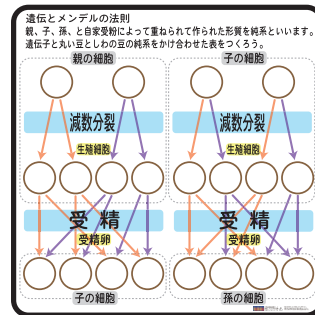 遺伝とメンデルの法則
親、子、孫、と自家受粉によって重ねられて作られた形質を純系といいます。
遺伝子と丸い豆としわの豆の純系をかけ合わせた表をつくろう。
親の細胞
子の細胞
減数分裂
減数分裂
生殖細胞
生殖細胞
受 精
受 精
受精卵
受精卵
子の細胞
孫の細胞